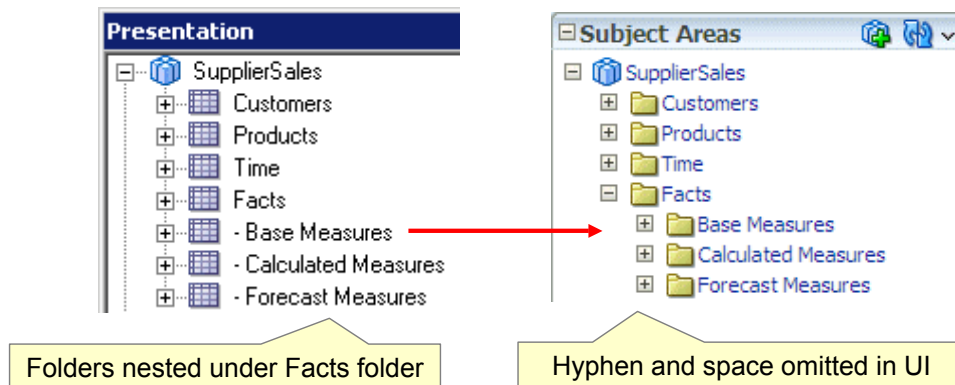 Presentation
SupplierSales
Customers
Products
Time
Facts
- Base Measures
- Calculated Measures
- Forecast Measures
Folders nested under Facts folder
Subject Areas
SupplierSales
Customers
Products
Time
Facts
Base Measures
Calculated Measures
Forecast Measures
Hyphen and space omitted in UI